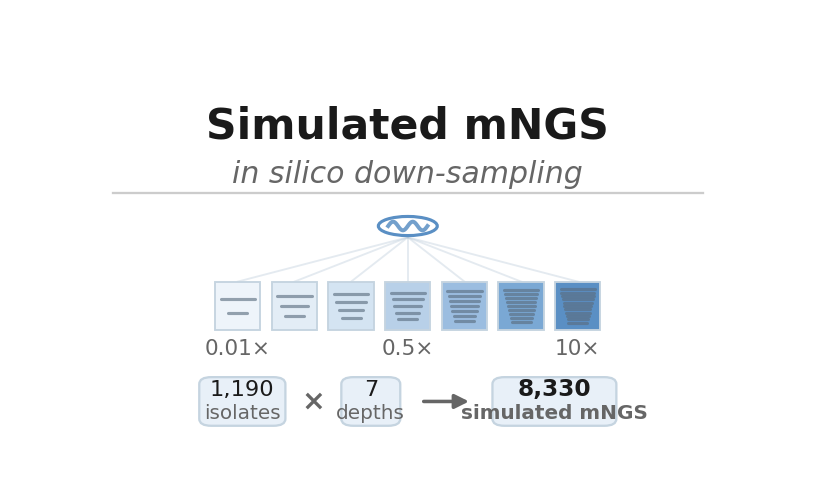 Simulated mNGS
in silico down-sampling
0.01× 0.5× 10×
1,190 7 8,330
isolates × depths simulated mNGS